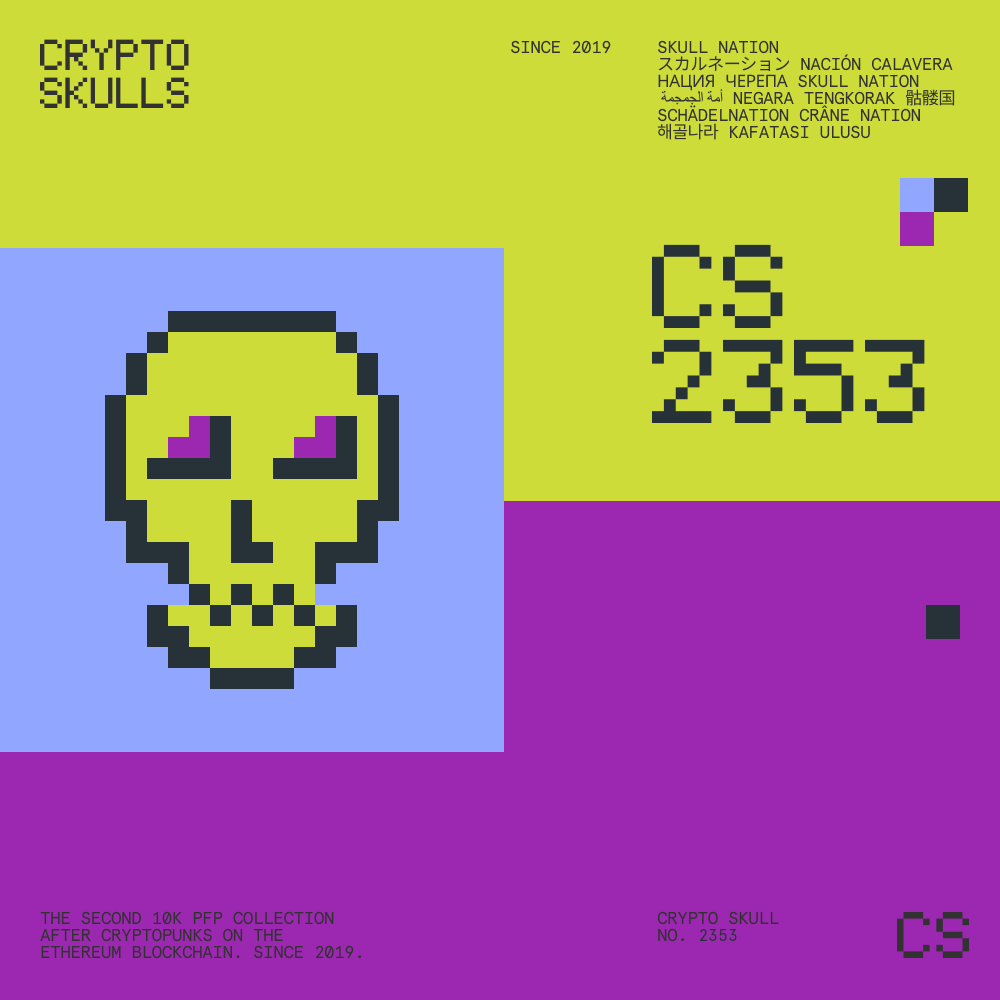 CRYPTO
SKULLS
SINCE 2019
SKULL NATION
スカルネーション NACIÓN CALAVERA
НАЦИЯ ЧЕРЕПА SKULL NATION
أمة الجمجمة NEGARA TENGKORAK 骷髅国
SCHÄDELNATION CRÂNE NATION
해골나라 KAFATASI ULUSU
CS
2353
THE SECOND 10K PFP COLLECTION
AFTER CRYPTOPUNKS ON THE
ETHEREUM BLOCKCHAIN. SINCE 2019.
CRYPTO SKULL
NO. 2353
CS